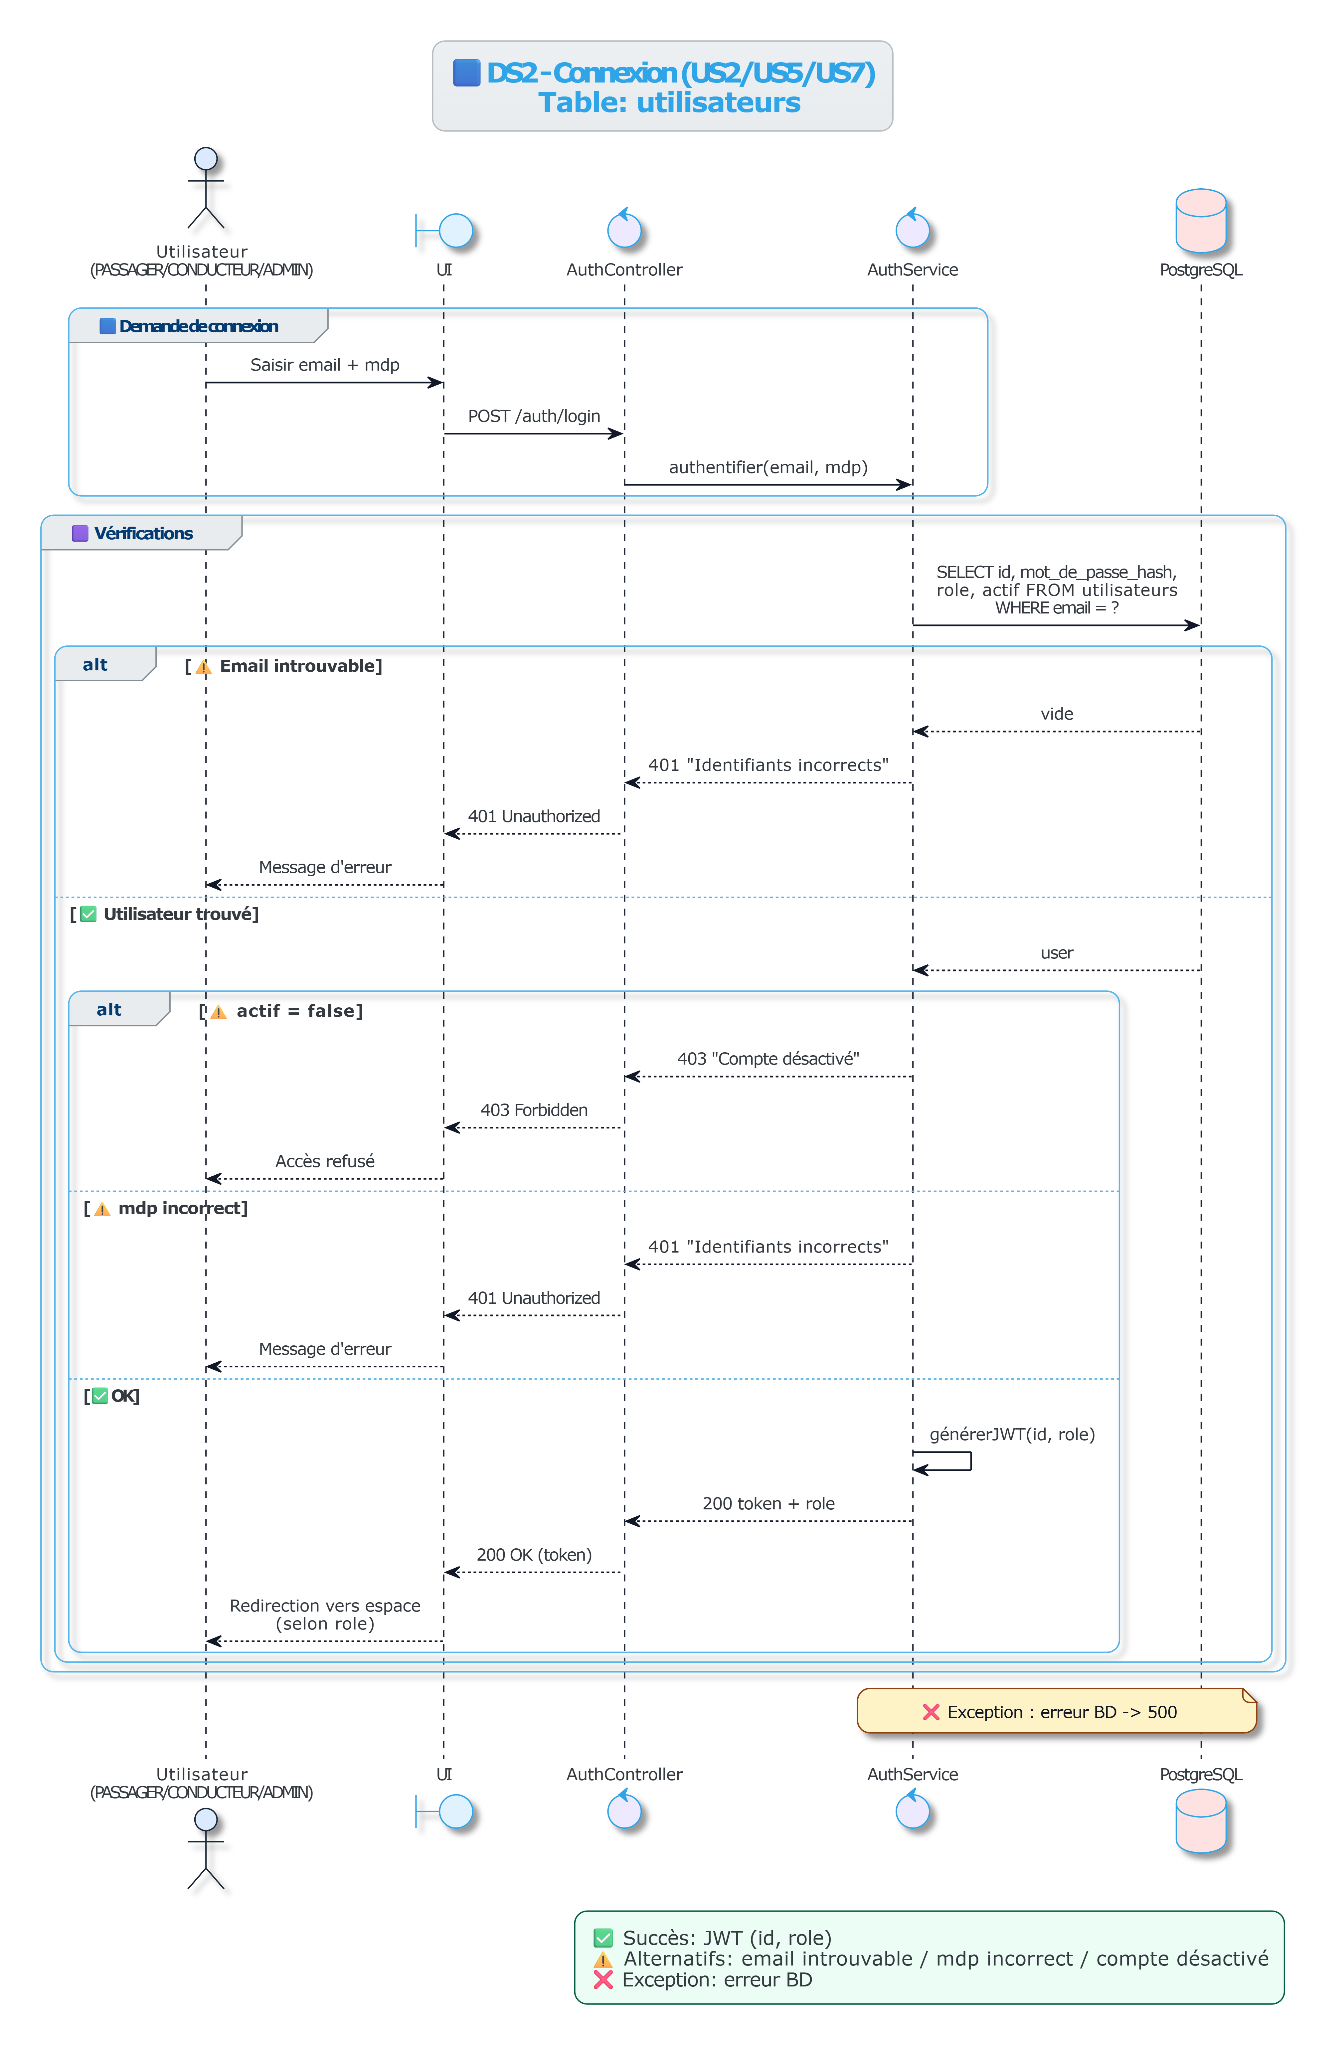 🟦 DS2 - Connexion (US2/US5/US7)
Table: utilisateurs
Utilisateur
(PASSAGER/CONDUCTEUR/ADMIN)
UI
AuthController
AuthService
PostgreSQL
🟦 Demande de connexion
Saisir email + mdp
POST /auth/login
authentifier(email, mdp)
🟪 Vérifications
SELECT id, mot_de_passe_hash,
role, actif FROM utilisateurs
WHERE email = ?
alt [⚠️ Email introuvable]
vide
401 "Identifiants incorrects"
401 Unauthorized
Message d'erreur
[✅ Utilisateur trouvé]
user
alt [⚠️ actif = false]
403 "Compte désactivé"
403 Forbidden
Accès refusé
[⚠️ mdp incorrect]
401 "Identifiants incorrects"
401 Unauthorized
Message d'erreur
[✅ OK]
générerJWT(id, role)
200 token + role
200 OK (token)
Redirection vers espace
(selon role)
❌ Exception : erreur BD -> 500
Utilisateur
(PASSAGER/CONDUCTEUR/ADMIN)
UI
AuthController
AuthService
PostgreSQL
✅ Succès: JWT (id, role)
⚠️ Alternatifs: email introuvable / mdp incorrect / compte désactivé
❌ Exception: erreur BD